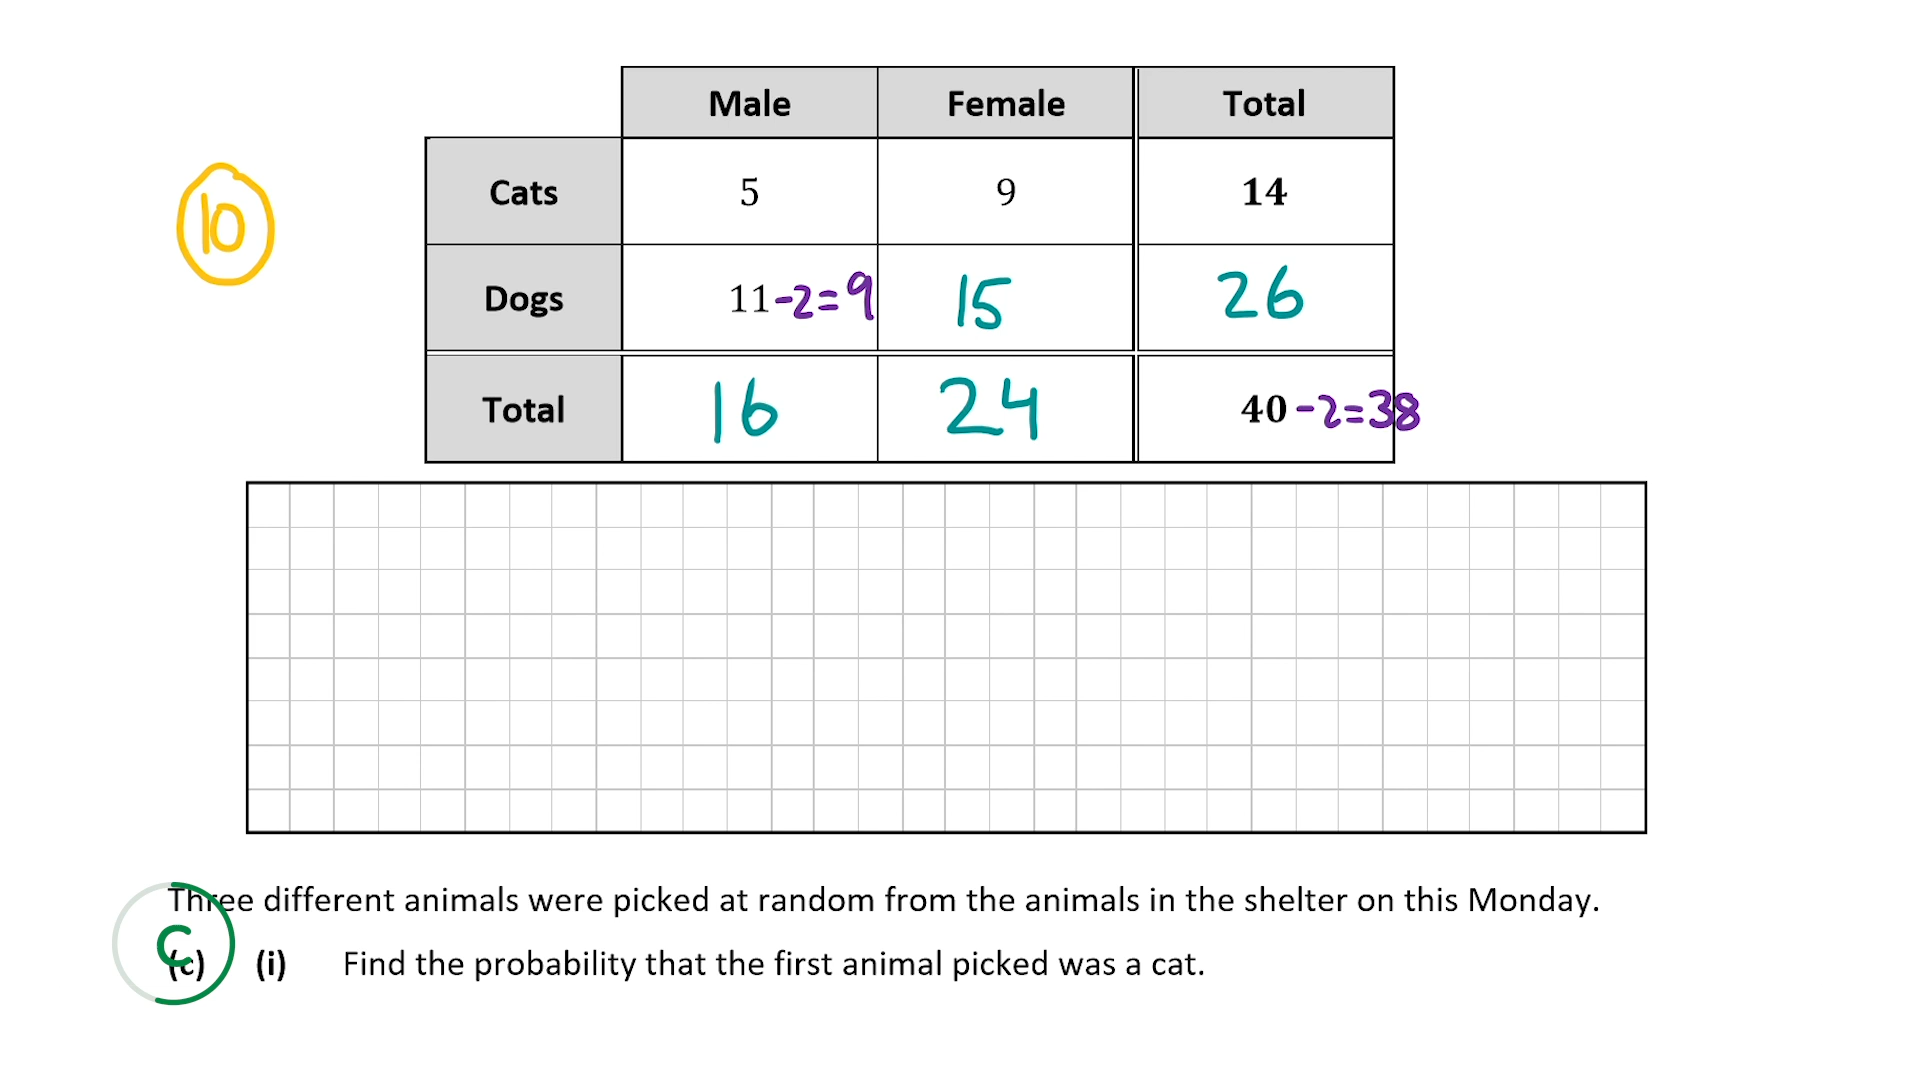 Male Female Total
Cats 5 9 14
10
Dogs 11-2=9 15 26
Total 16 24 40-2=38
Three different animals were picked at random from the animals in the shelter on this Monday.
C
(c) (i) Find the probability that the first animal picked was a cat.